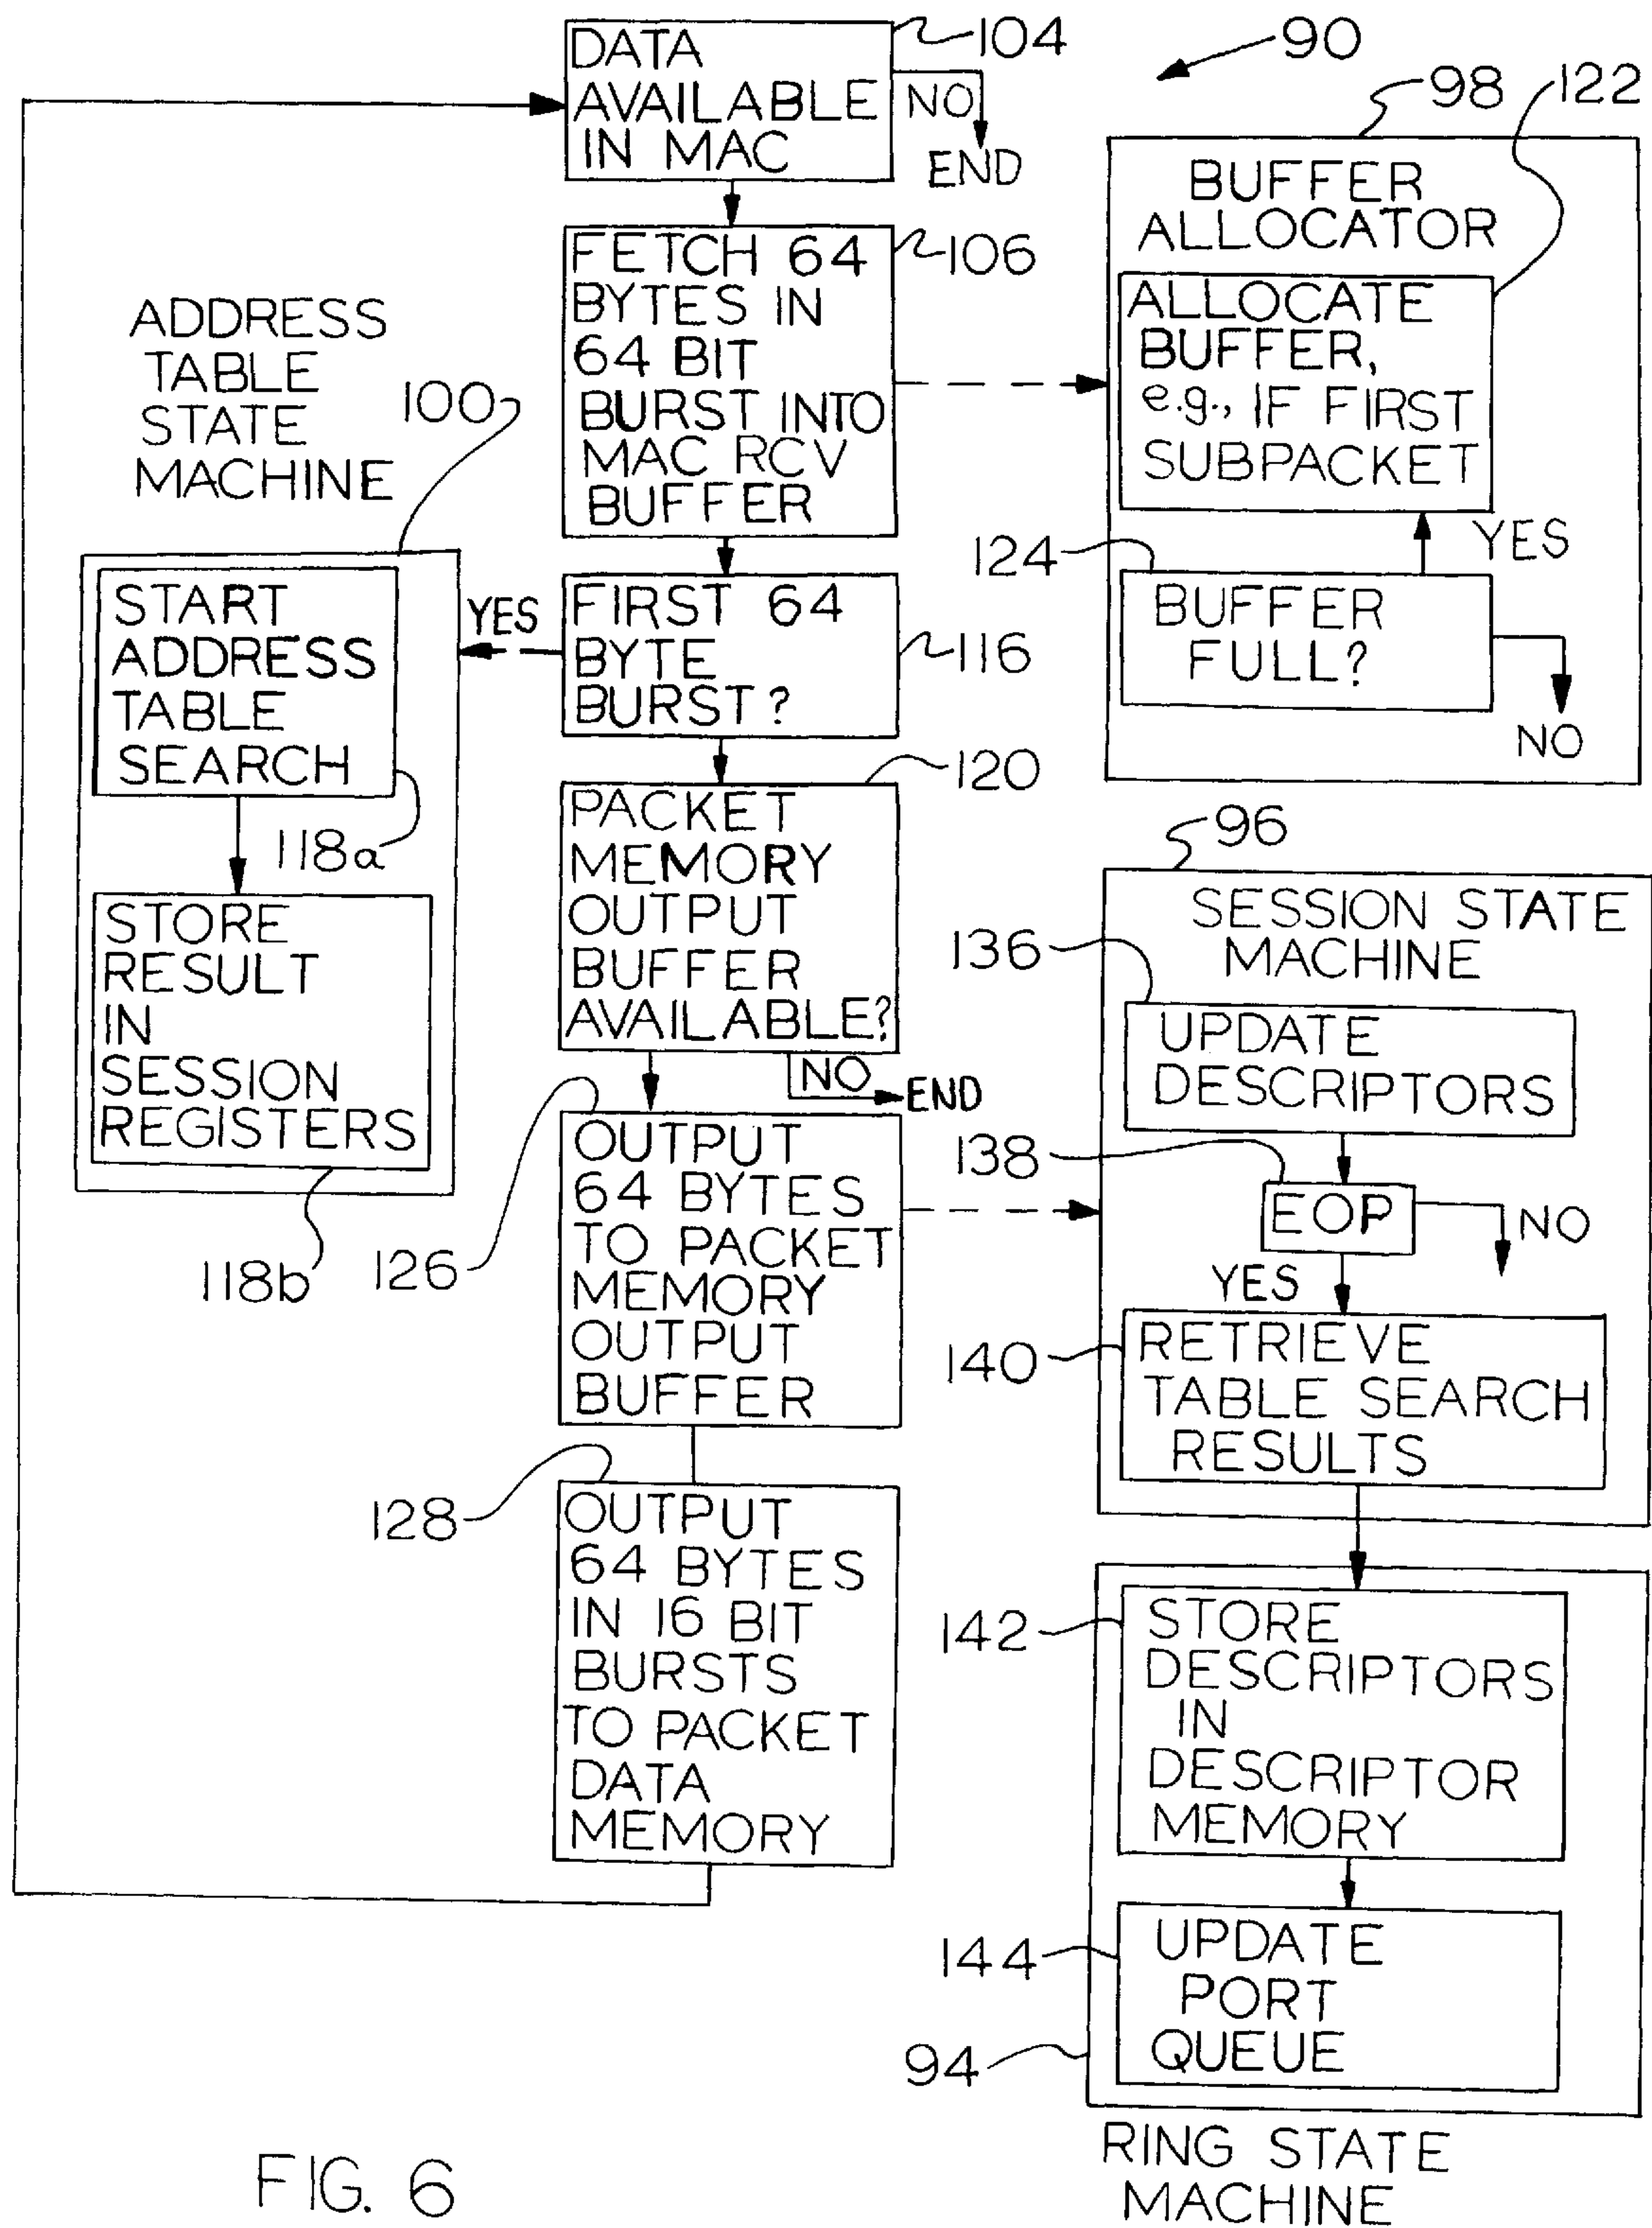 DATA
AVAILABLE
IN MAC
104
NO
END
90
98
122
BUFFER
ALLOCATOR
ALLOCATE
BUFFER,
e.g., IF FIRST
SUBPACKET
YES
124
BUFFER
FULL?
NO
FETCH 64
BYTES IN
64 BIT
BURST INTO
MAC RCV
BUFFER
106
ADDRESS
TABLE
STATE
MACHINE
100
START
ADDRESS
TABLE
SEARCH
118a
STORE
RESULT
IN
SESSION
REGISTERS
118b
YES
FIRST 64
BYTE
BURST?
116
PACKET
MEMORY
OUTPUT
BUFFER
AVAILABLE?
120
NO
END
126
OUTPUT
64 BYTES
TO PACKET
MEMORY
OUTPUT
BUFFER
128
OUTPUT
64 BYTES
IN 16 BIT
BURSTS
TO PACKET
DATA
MEMORY
96
SESSION STATE
MACHINE
136
UPDATE
DESCRIPTORS
138
EOP
NO
YES
140
RETRIEVE
TABLE SEARCH
RESULTS
142
STORE
DESCRIPTORS
IN
DESCRIPTOR
MEMORY
144
UPDATE
PORT
QUEUE
94
RING STATE
MACHINE
FIG. 6